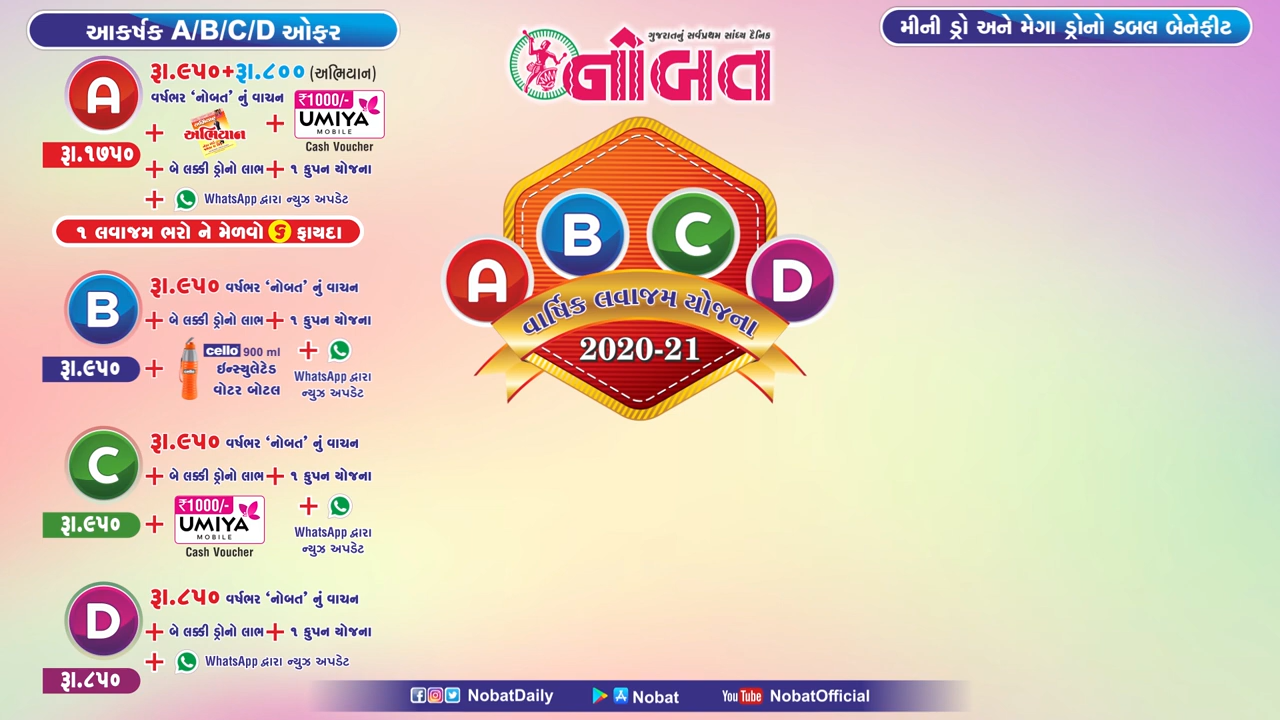 આકર્ષક A/B/C/D ઓફર
A
રૂા.૯૫૦+રૂા.૮૦૦ (અભિયાન)
વર્ષભર ‘નોબત’ નું વાચન
+ અભિયાન + ₹1000/- UMIYA MOBILE
Cash Voucher
રૂા.૧૭૫૦
+ બે લક્કી ડ્રોનો લાભ + ૧ કુપન યોજના
+ WhatsApp દ્વારા ન્યુઝ અપડેટ
૧ લવાજમ ભરો ને મેળવો ૬ ફાયદા
B
રૂા.૯૫૦ વર્ષભર ‘નોબત’ નું વાચન
+ બે લક્કી ડ્રોનો લાભ + ૧ કુપન યોજના
રૂા.૯૫૦
+ cello 900 ml
ઈન્સ્યુલેટેડ
વોટર બોટલ
+ WhatsApp દ્વારા
ન્યુઝ અપડેટ
C
રૂા.૯૫૦ વર્ષભર ‘નોબત’ નું વાચન
+ બે લક્કી ડ્રોનો લાભ + ૧ કુપન યોજના
રૂા.૯૫૦
+ ₹1000/- UMIYA MOBILE
Cash Voucher
+ WhatsApp દ્વારા
ન્યુઝ અપડેટ
D
રૂા.૮૫૦ વર્ષભર ‘નોબત’ નું વાચન
+ બે લક્કી ડ્રોનો લાભ + ૧ કુપન યોજના
+ WhatsApp દ્વારા ન્યુઝ અપડેટ
રૂા.૮૫૦
ગુજરાતનું સર્વપ્રથમ સાંધ્ય દૈનિક
નોબત
A B C D
વાર્ષિક લવાજમ યોજના
2020-21
મીની ડ્રો અને મેગા ડ્રોનો ડબલ બેનેફીટ
NobatDaily Nobat YouTube NobatOfficial